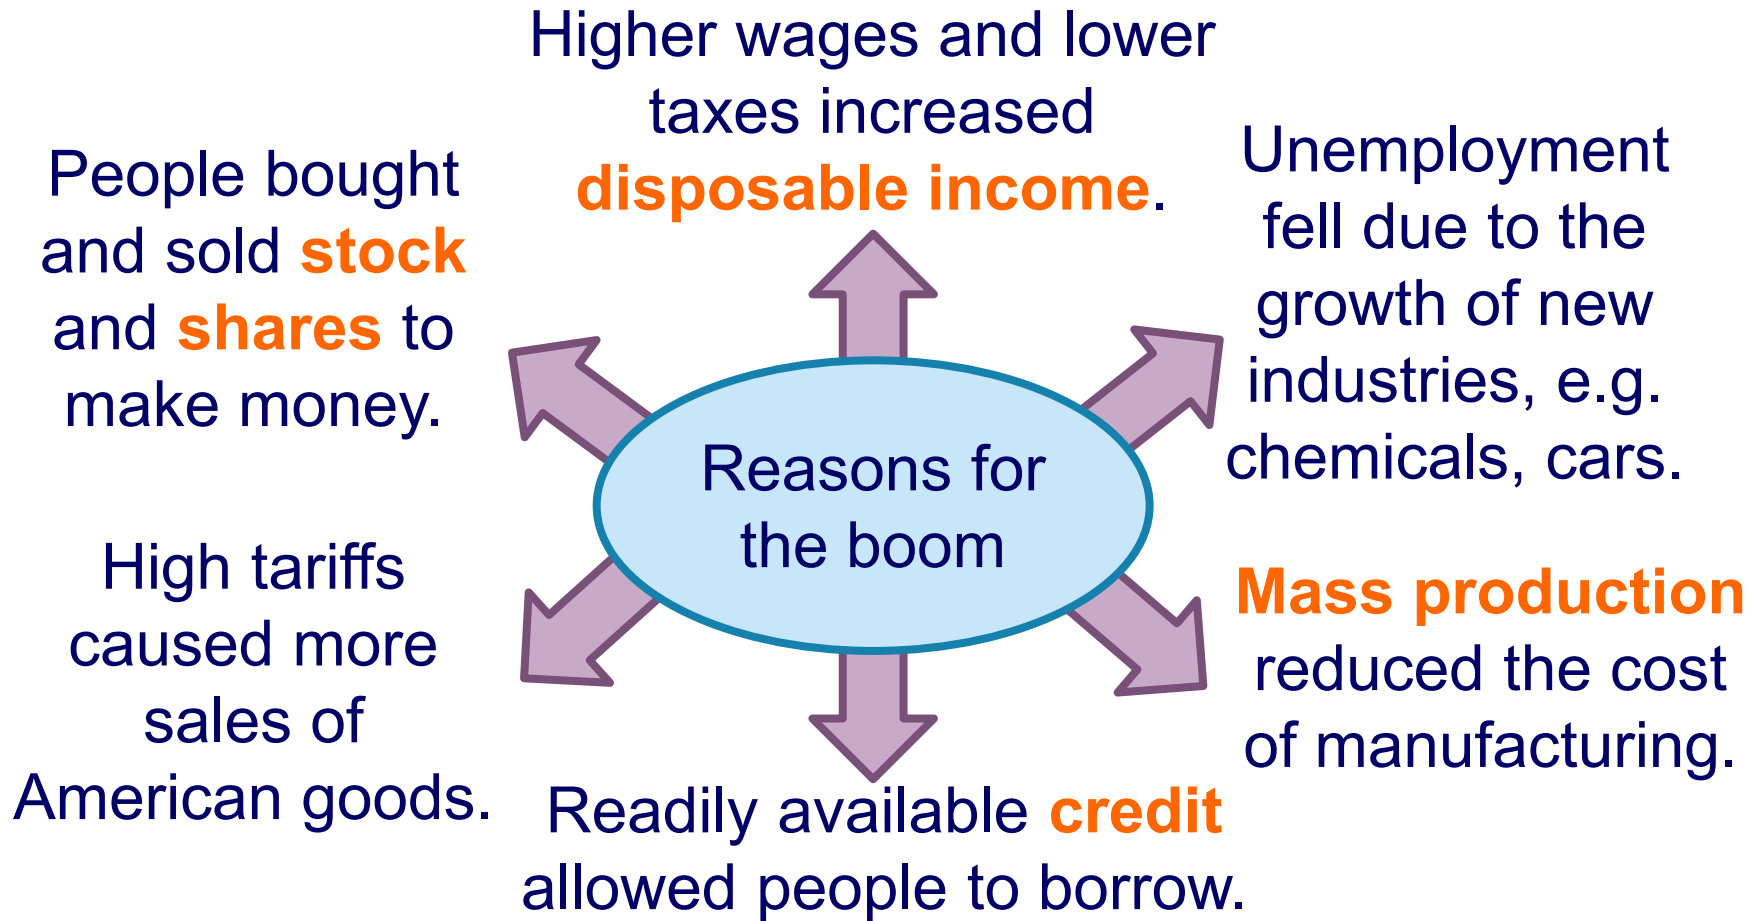 Higher wages and lower
taxes increased
disposable income.
People bought
and sold stock
and shares to
make money.
Unemployment
fell due to the
growth of new
industries, e.g.
chemicals, cars.
Reasons for
the boom
High tariffs
caused more
sales of
American goods.
Mass production
reduced the cost
of manufacturing.
Readily available credit
allowed people to borrow.